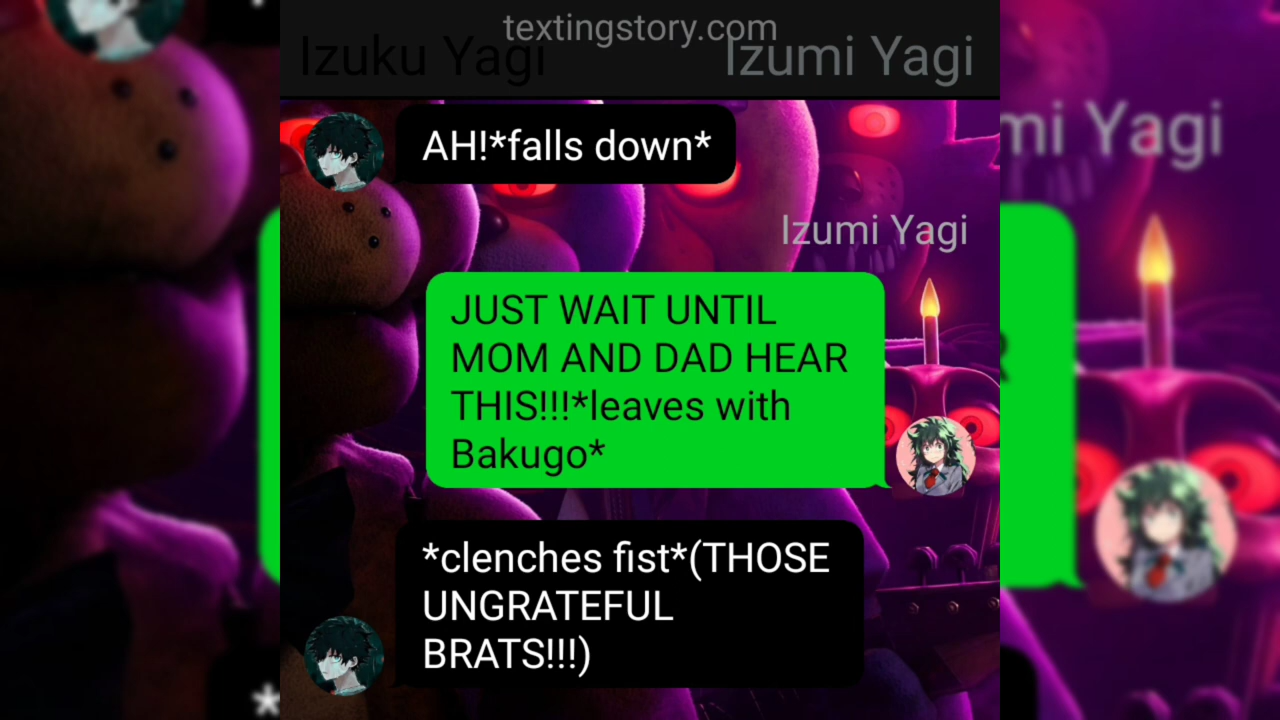 textingstory.com
Izuku Yagi
Izumi Yagi
AH!*falls down*
Izumi Yagi
JUST WAIT UNTIL
MOM AND DAD HEAR
THIS!!!*leaves with
Bakugo*
*clenches fist*(THOSE
UNGRATEFUL
BRATS!!!)
mi Yagi
*